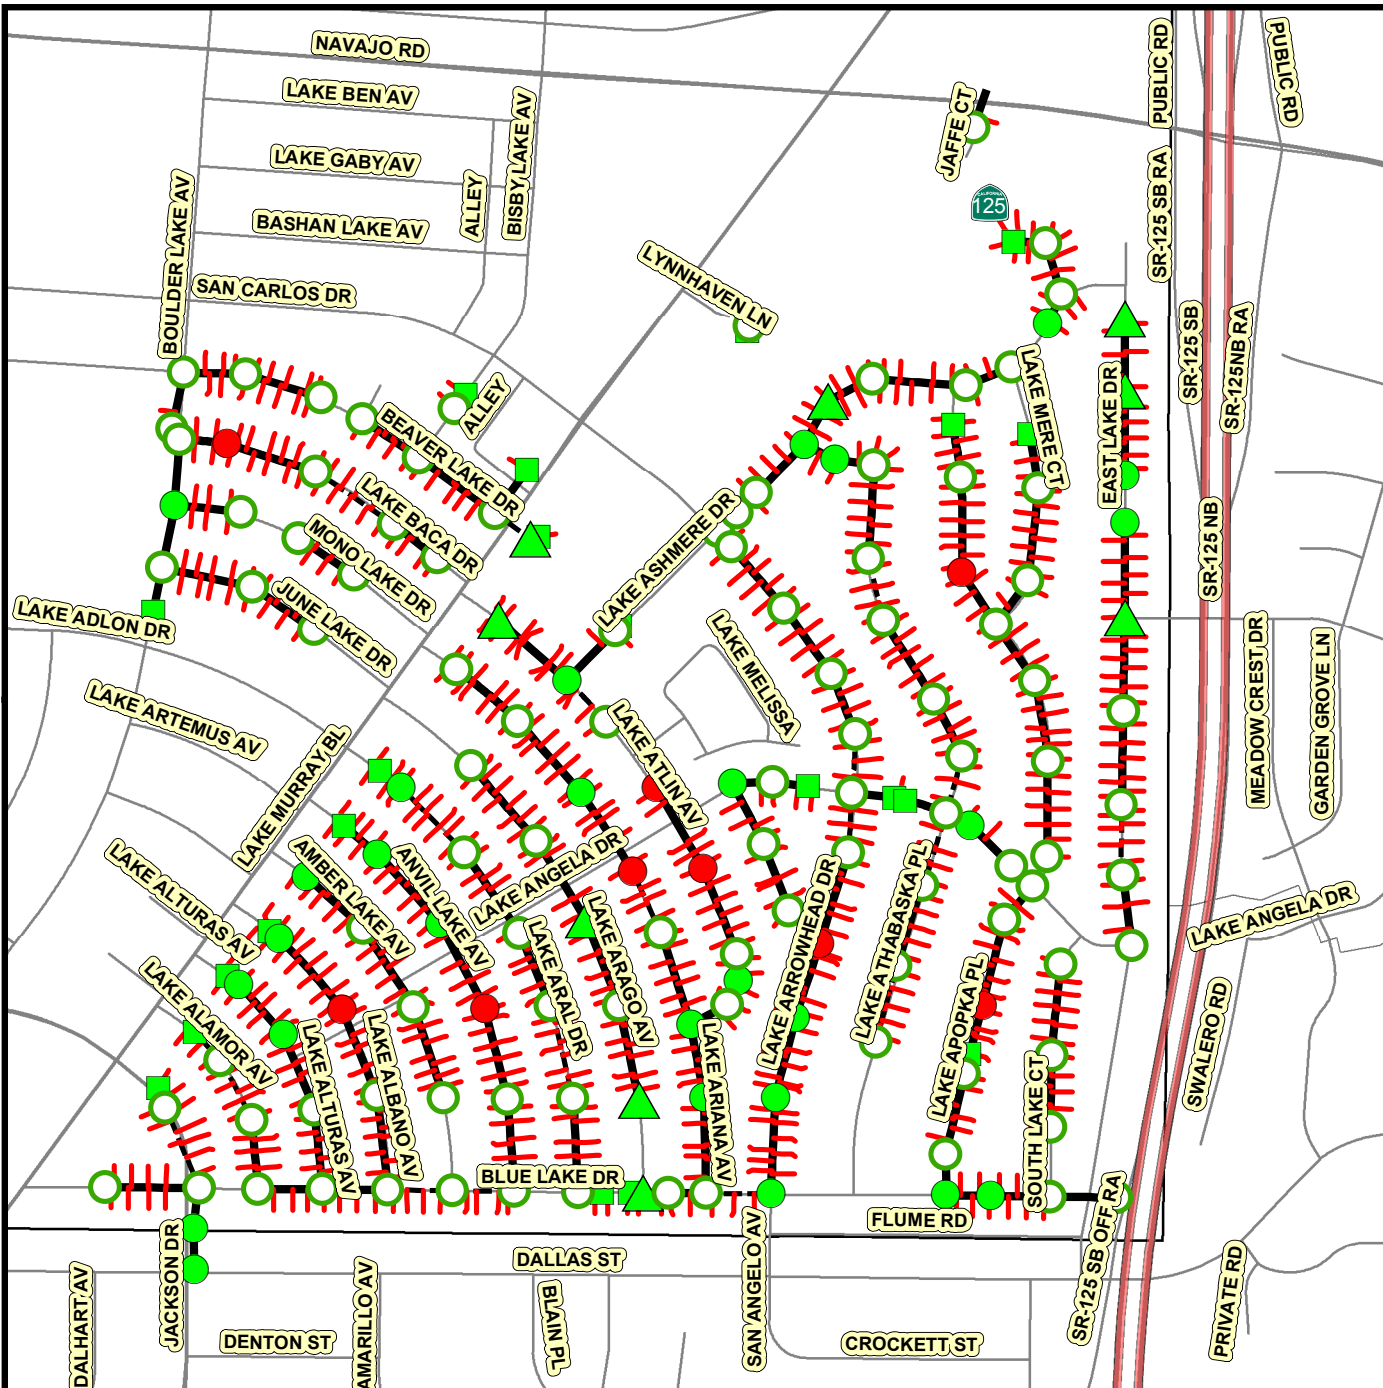 NAVAJO RD
LAKE BEN AV
LAKE GABY AV
BASHAN LAKE AV
SAN CARLOS DR
BOULDER LAKE AV
ALLEY
BISBY LAKE AV
JAFFE CT
PUBLIC RD
PUBLIC RD
SR-125 SB RA
CALIFORNIA
125
LYNNHAVEN LN
SR-125 SB
SR-125NB RA
ALLEY
BEAVER LAKE DR
LAKE MERE CT
EAST LAKE DR
LAKE BACA DR
MONO LAKE DR
JUNE LAKE DR
LAKE ADLON DR
LAKE ASHMERE DR
SR-125 NB
LAKE MELISSA
MEADOW CREST DR
GARDEN GROVE LN
LAKE ARTEMUS AV
LAKE MURRAY BL
LAKE ATLIN AV
LAKE ALTURAS AV
AMBER LAKE AV
ANVIL LAKE AV
LAKE ANGELA DR
LAKE ARROWHEAD DR
LAKE ATHABASKA PL
LAKE ANGELA DR
LAKE ALAMOR AV
LAKE ARAL DR
LAKE ARAGO AV
LAKE APOPKA PL
SWALERO RD
LAKE ALTURAS AV
LAKE ALBANO AV
LAKE ARIANA AV
SOUTH LAKE CT
BLUE LAKE DR
FLUME RD
SR-125 SB OFF RA
JACKSON DR
DALLAS ST
SAN ANGELO AV
PRIVATE RD
DALHART AV
DENTON ST
AMARILLO AV
BLAIN PL
CROCKETT ST